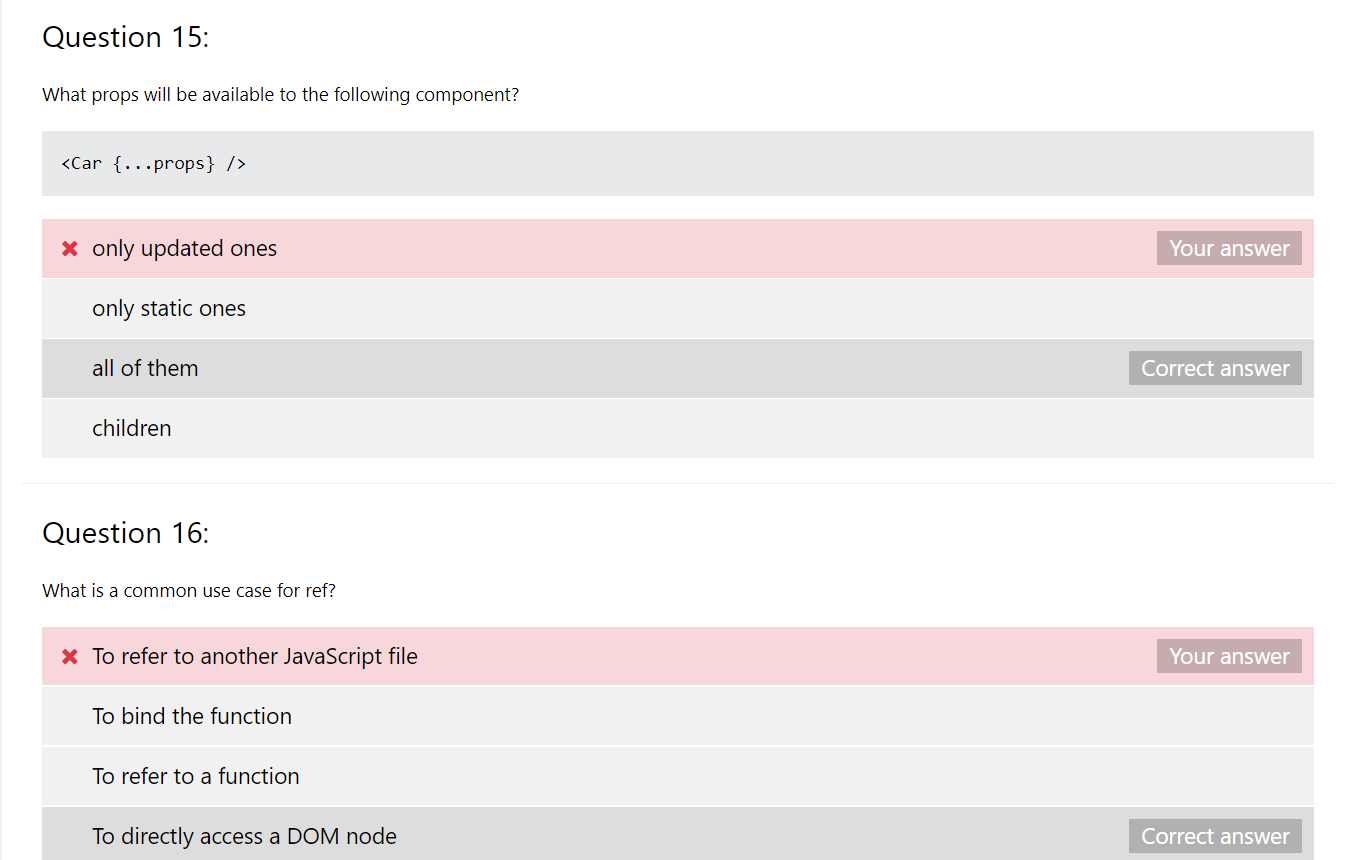 Question 15:
What props will be available to the following component?
<Car {...props} />
only updated ones Your answer
only static ones
all of them Correct answer
children
Question 16:
What is a common use case for ref?
To refer to another JavaScript file Your answer
To bind the function
To refer to a function
To directly access a DOM node Correct answer